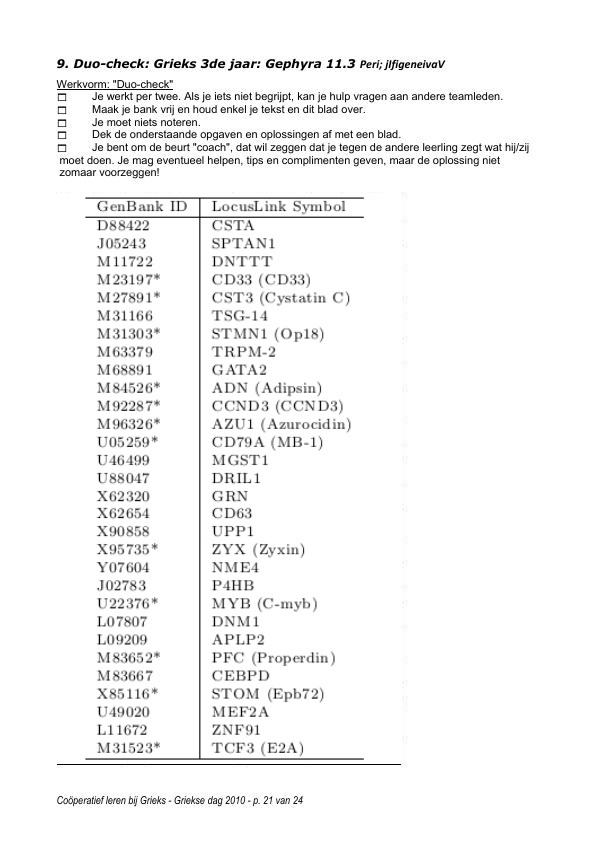 9. Duo-check: Grieks 3de jaar: Gephyra 11.3 Peri; jIfigeneivaV
Werkvorm: "Duo-check"
□ Je werkt per twee. Als je iets niet begrijpt, kan je hulp vragen aan andere teamleden.
□ Maak je bank vrij en houd enkel je tekst en dit blad over.
□ Je moet niets noteren.
□ Dek de onderstaande opgaven en oplossingen af met een blad.
□ Je bent om de beurt "coach", dat wil zeggen dat je tegen de andere leerling zegt wat hij/zij
moet doen. Je mag eventueel helpen, tips en complimenten geven, maar de oplossing niet
zomaar voorzeggen!
GenBank ID LocusLink Symbol
D88422 CSTA
J05243 SPTAN1
M11722 DNTTT
M23197* CD33 (CD33)
M27891* CST3 (Cystatin C)
M31166 TSG-14
M31303* STMN1 (Op18)
M63379 TRPM-2
M68891 GATA2
M84526* ADN (Adipsin)
M92287* CCND3 (CCND3)
M96326* AZU1 (Azurocidin)
U05259* CD79A (MB-1)
U46499 MGST1
U88047 DRIL1
X62320 GRN
X62654 CD63
X90858 UPP1
X95735* ZYX (Zyxin)
Y07604 NME4
J02783 P4HB
U22376* MYB (C-myb)
L07807 DNM1
L09209 APLP2
M83652* PFC (Properdin)
M83667 CEBPD
X85116* STOM (Epb72)
U49020 MEF2A
L11672 ZNF91
M31523* TCF3 (E2A)
Coöperatief leren bij Grieks - Griekse dag 2010 - p. 21 van 24